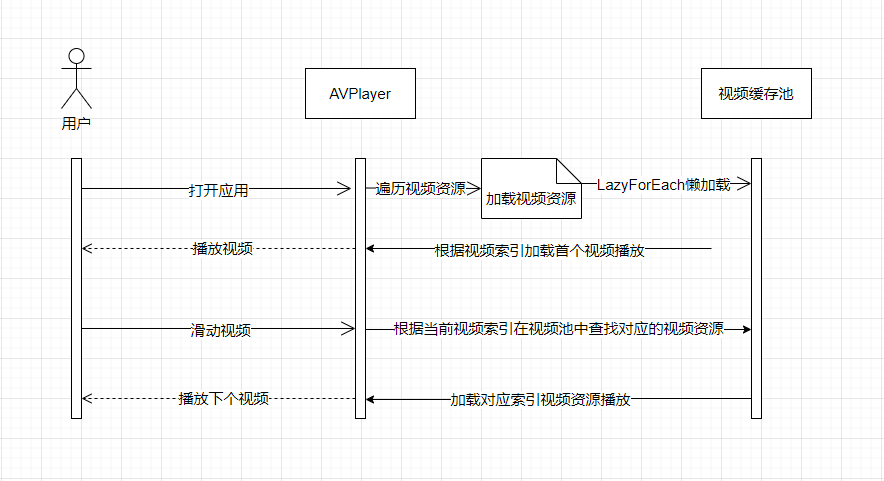 用户
AVPlayer
视频缓存池
打开应用
遍历视频资源
加载视频资源
LazyForEach懒加载
播放视频
根据视频索引加载首个视频播放
滑动视频
根据当前视频索引在视频池中查找对应的视频资源
播放下个视频
加载对应索引视频资源播放